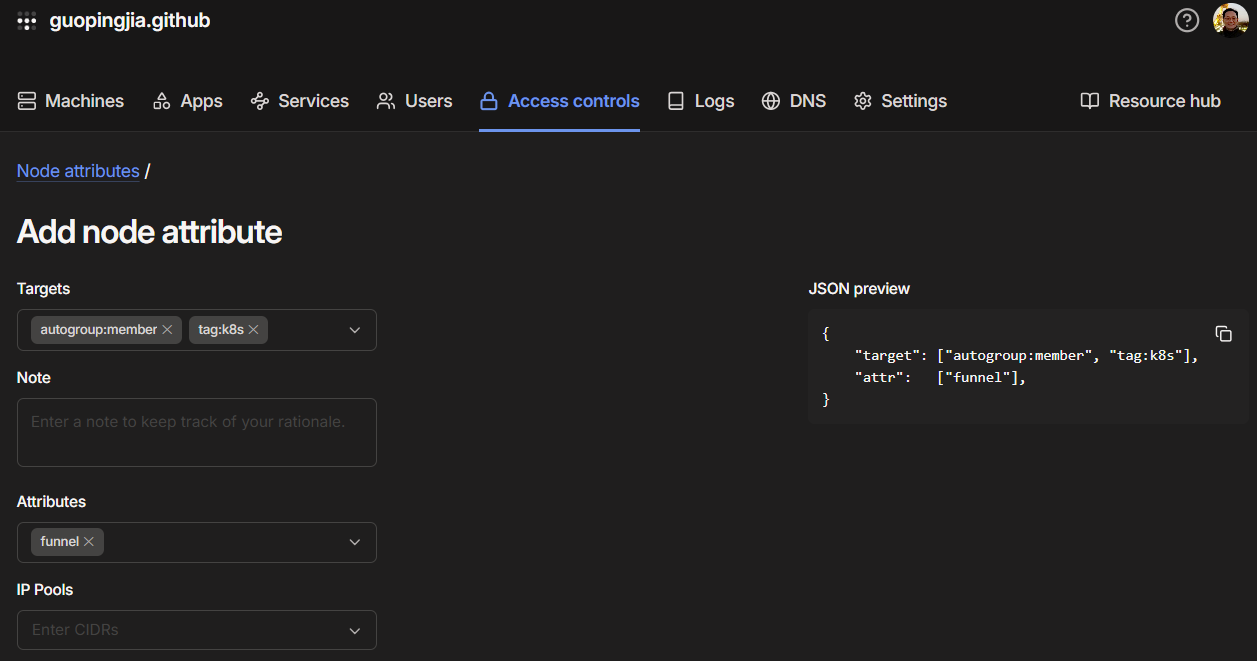 guopingjia.github
Machines Apps Services Users Access controls Logs DNS Settings Resource hub
Node attributes /
Add node attribute
Targets
autogroup:member tag:k8s
Note
Enter a note to keep track of your rationale.
Attributes
funnel
IP Pools
Enter CIDRs
JSON preview
{
"target": ["autogroup:member", "tag:k8s"],
"attr": ["funnel"],
}